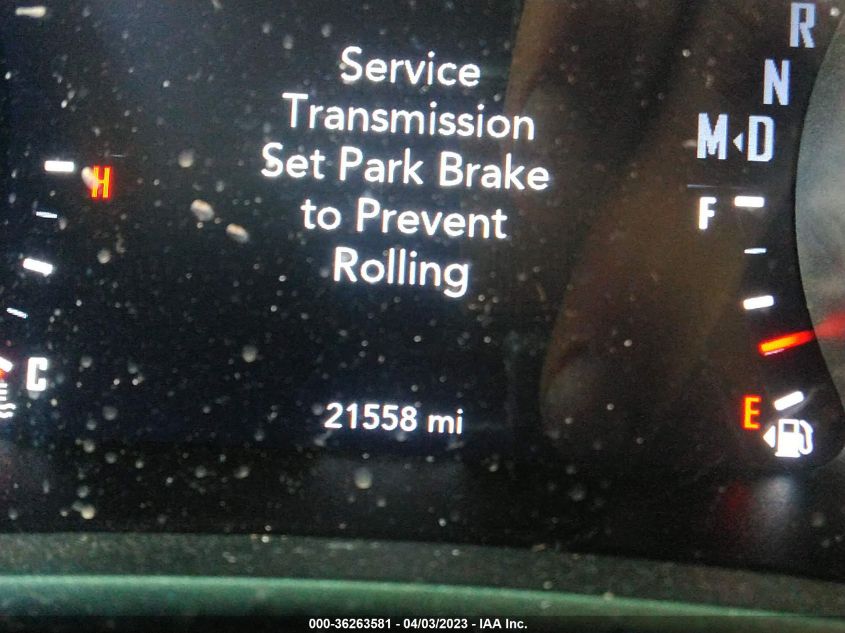 Service
Transmission
Set Park Brake
to Prevent
Rolling
21558 mi
H
C
R
N
M◂D
F
E
000-36263581 - 04/03/2023 - IAA Inc.